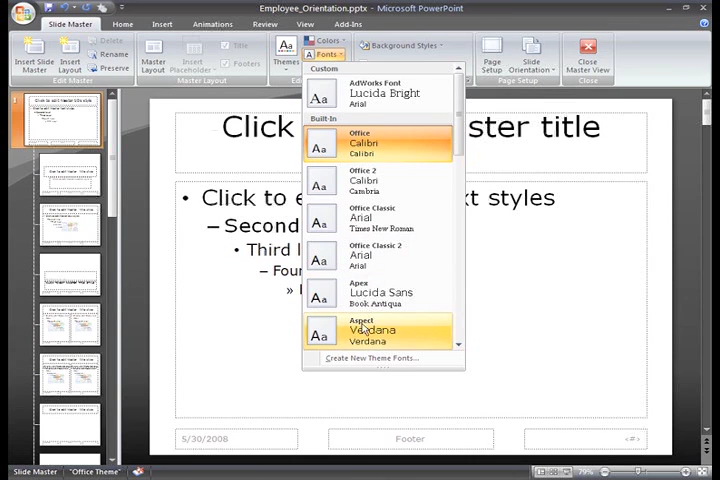 Employee_Orientation.pptx - Microsoft PowerPoint
Slide Master
Home
Insert
Animations
Review
View
Add-Ins
Insert Slide Master
Insert Layout
Delete
Rename
Preserve
Edit Master
Master Layout
Insert Placeholder
Title
Footers
Themes
Colors
Fonts
Background Styles
Page Setup
Slide Orientation
Page Setup
Close Master View
Close
Custom
AdWorks Font
Lucida Bright
Arial
Built-In
Office
Calibri
Calibri
Office 2
Calibri
Cambria
Office Classic
Arial
Times New Roman
Office Classic 2
Arial
Arial
Apex
Lucida Sans
Book Antiqua
Aspect
Verdana
Verdana
Create New Theme Fonts...
1
Click
ster title
• Click to e
xt styles
– Second
• Third l
– Fou
»
5/30/2008
Footer
<#>
Slide Master
"Office Theme"
79%